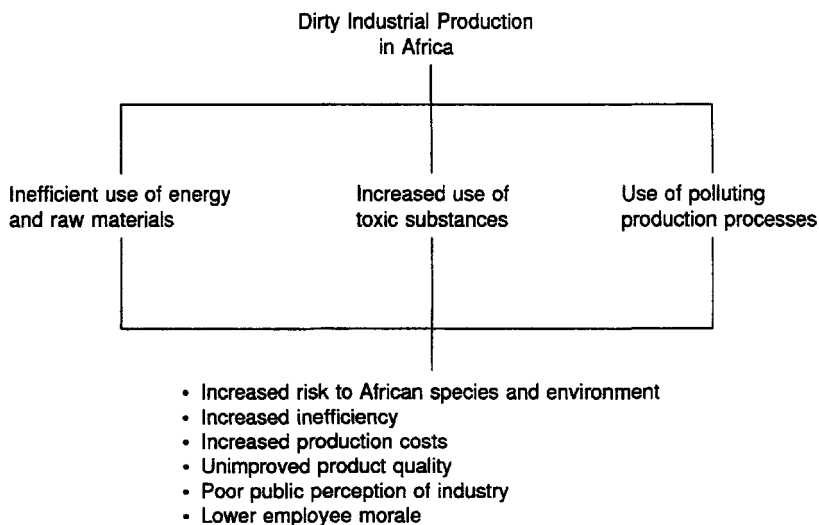 Dirty Industrial Production
in Africa
Inefficient use of energy
and raw materials
Increased use of
toxic substances
Use of polluting
production processes
• Increased risk to African species and environment
• Increased inefficiency
• Increased production costs
• Unimproved product quality
• Poor public perception of industry
• Lower employee morale